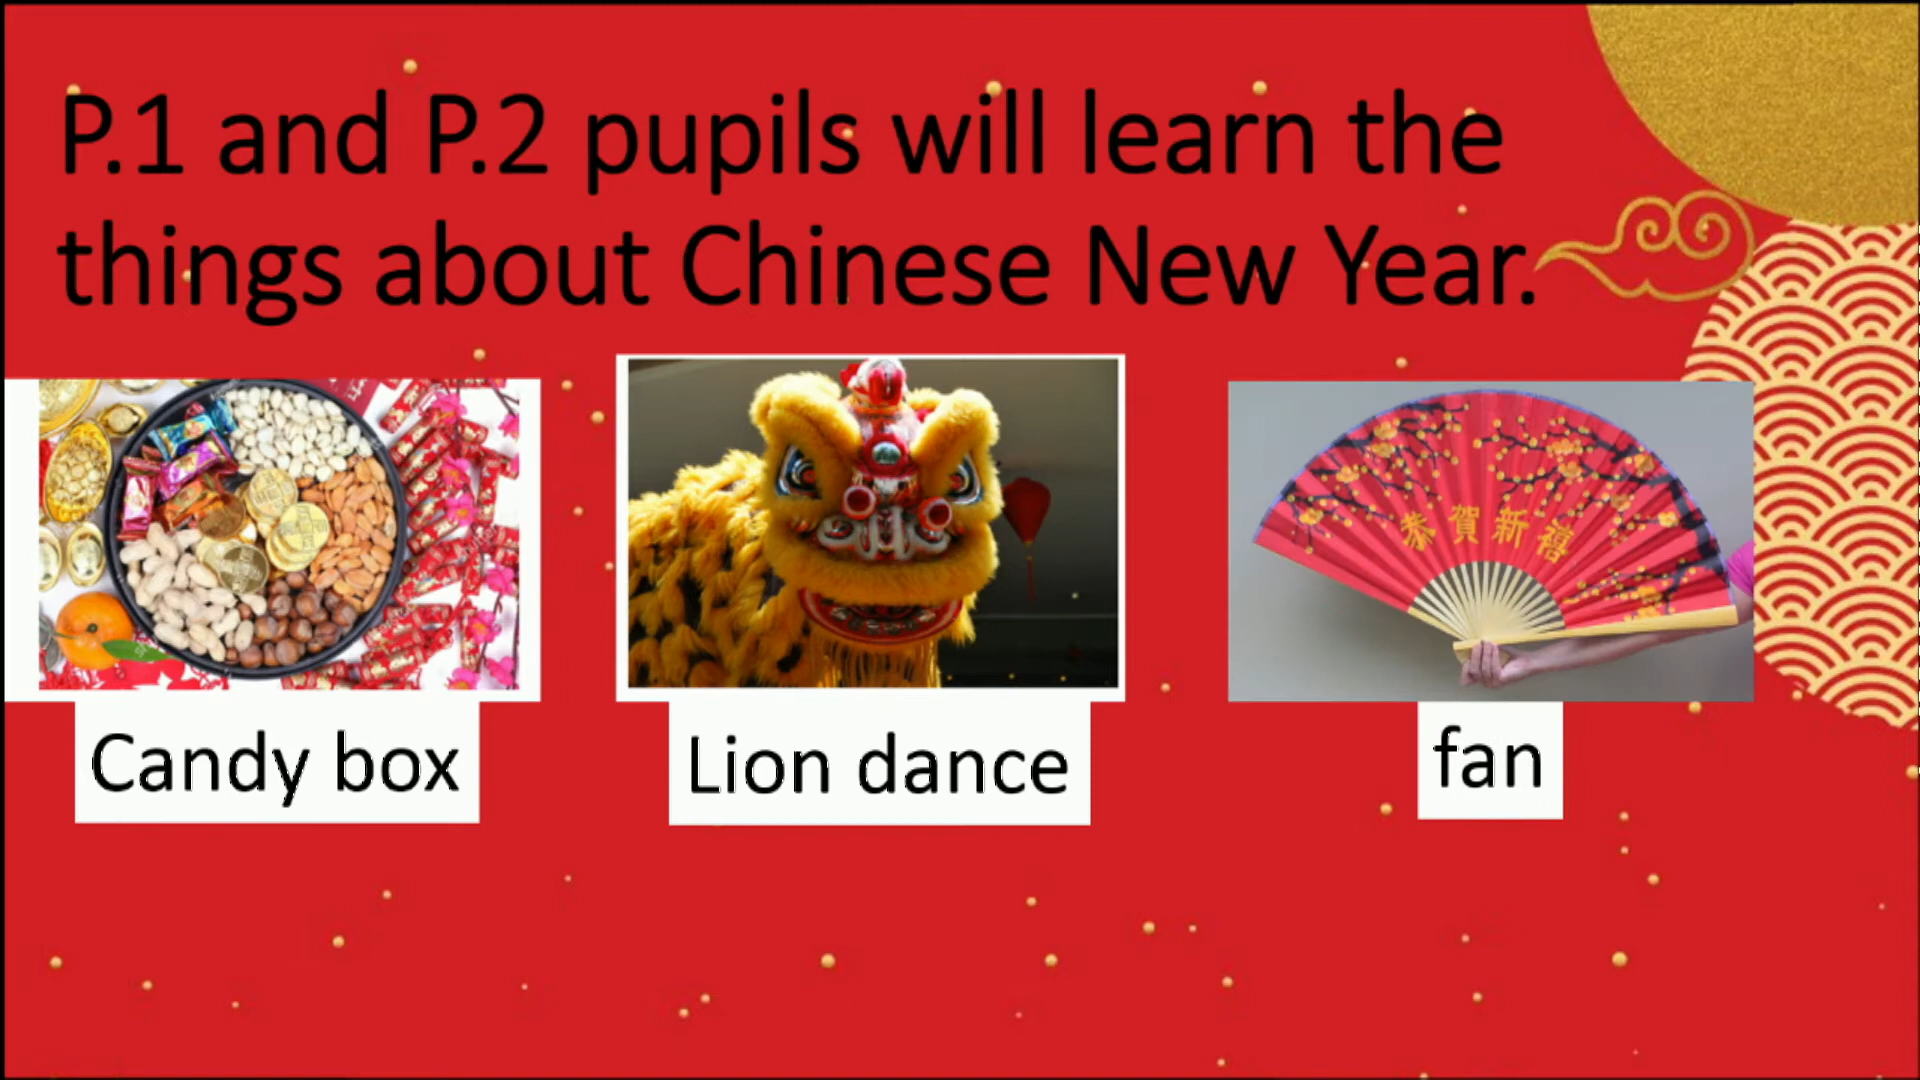 P.1 and P.2 pupils will learn the
things about Chinese New Year.
恭賀新禧
Candy box
Lion dance
fan